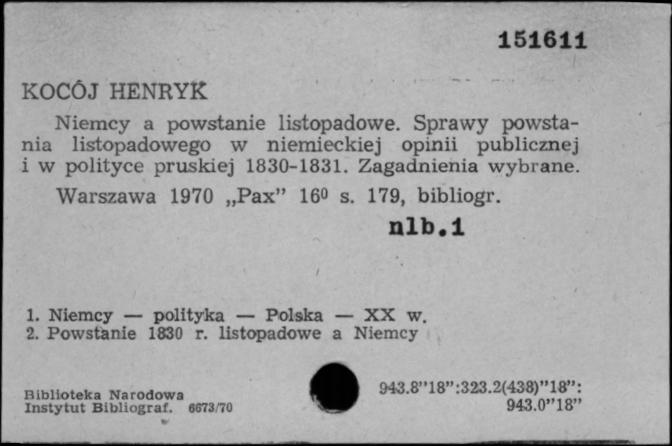 151611
KOCÓJ HENRYK
Niemcy a powstanie listopadowe. Sprawy powsta-
nia listopadowego w niemieckiej opinii publicznej
i w polityce pruskiej 1830-1831. Zagadnienia wybrane.
Warszawa 1970 „Pax” 16⁰ s. 179, bibliogr.
nlb.1
1. Niemcy — polityka — Polska — XX w.
2. Powstanie 1830 r. listopadowe a Niemcy
Biblioteka Narodowa
Instytut Bibliograf. 6673/70
943.8”18”:323.2(438)”18”:
943.0”18”